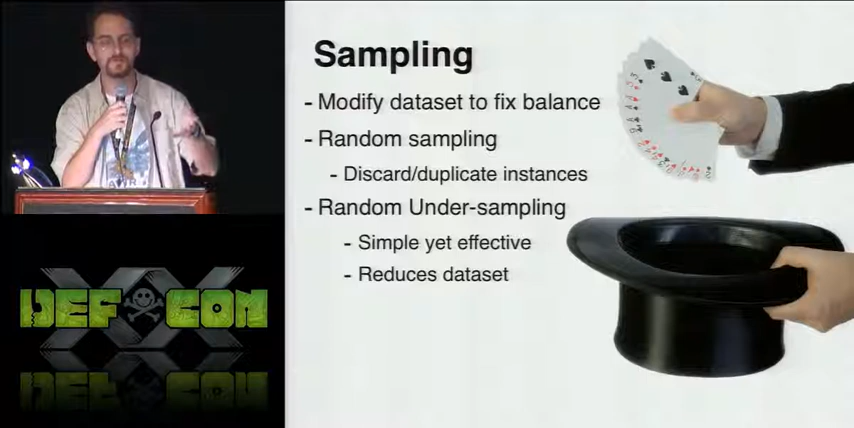 Sampling
- Modify dataset to fix balance
- Random sampling
- Discard/duplicate instances
- Random Under-sampling
- Simple yet effective
- Reduces dataset
XX
DEF CON